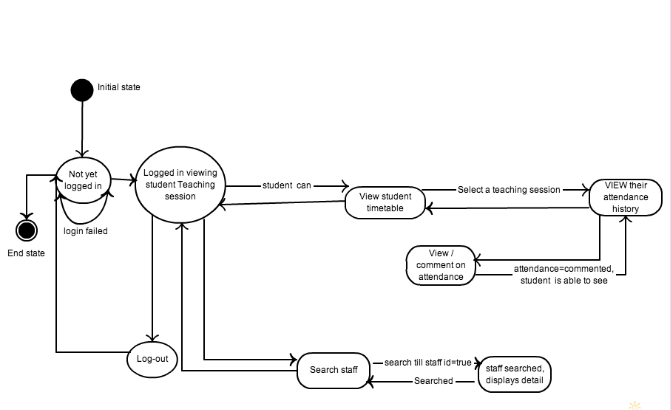 Initial state
Not yet
logged in
Logged in viewing
student Teaching
session
student can
View student
timetable
Select a teaching session
VIEW their
attendance
history
login failed
End state
View /
comment on
attendance
attendance=commented,
student is able to see
Log-out
Search staff
search till staff id=true
Searched
staff searched,
displays detail